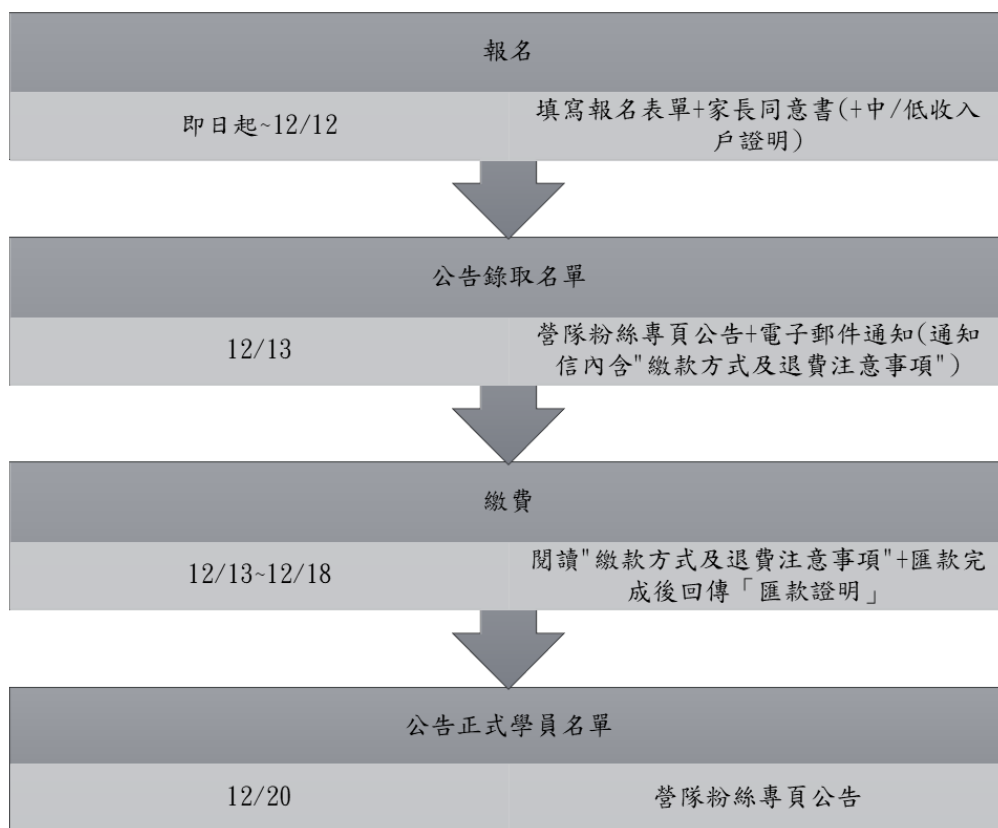 報名
即日起~12/12
填寫報名表單+家長同意書(+中/低收入
戶證明)
公告錄取名單
12/13
營隊粉絲專頁公告+電子郵件通知(通知
信內含"繳款方式及退費注意事項")
繳費
12/13~12/18
閱讀"繳款方式及退費注意事項"+匯款完
成後回傳「匯款證明」
公告正式學員名單
12/20
營隊粉絲專頁公告